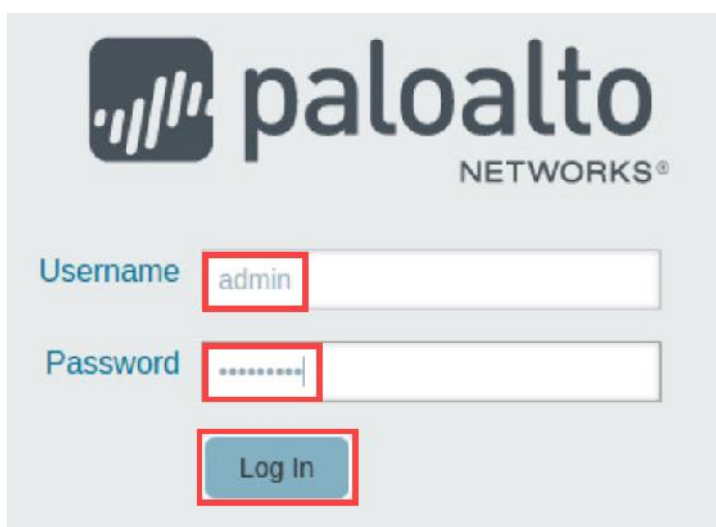 paloalto
NETWORKS®
Username admin
Password •••••••••
Log In